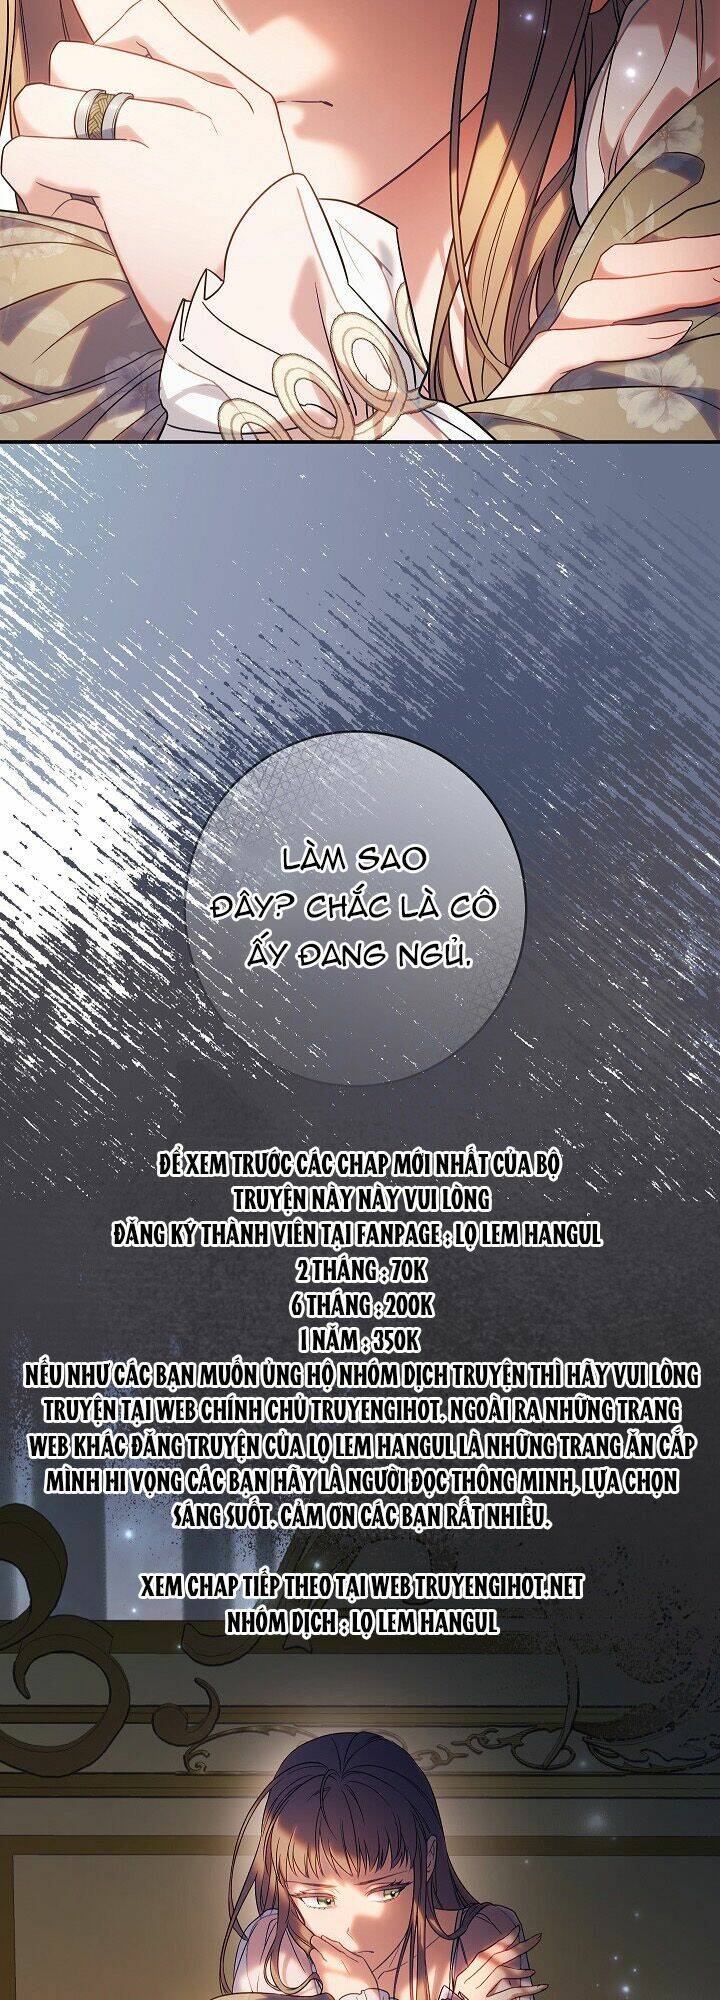 LÀM SAO
ĐÂY? CHẮC LÀ CÔ
ẤY ĐANG NGỦ.
ĐỂ XEM TRƯỚC CÁC CHAP MỚI NHẤT CỦA BỘ
TRUYỆN NÀY NÀY VUI LÒNG
ĐĂNG KÝ THÀNH VIÊN TẠI FANPAGE : LỌ LEM HANGUL
2 THÁNG : 70K
6 THÁNG : 200K
1 NĂM : 350K
NẾU NHƯ CÁC BẠN MUỐN ỦNG HỘ NHÓM DỊCH TRUYỆN THÌ HÃY VUI LÒNG
TRUYỆN TẠI WEB CHÍNH CHỦ TRUYENGIHOT. NGOÀI RA NHỮNG TRANG
WEB KHÁC ĐĂNG TRUYỆN CỦA LỌ LEM HANGUL LÀ NHỮNG TRANG ĂN CẮP
MÌNH HI VỌNG CÁC BẠN HÃY LÀ NGƯỜI ĐỌC THÔNG MINH, LỰA CHỌN
SÁNG SUỐT. CẢM ƠN CÁC BẠN RẤT NHIỀU.
XEM CHAP TIẾP THEO TẠI WEB TRUYENGIHOT.NET
NHÓM DỊCH : LỌ LEM HANGUL